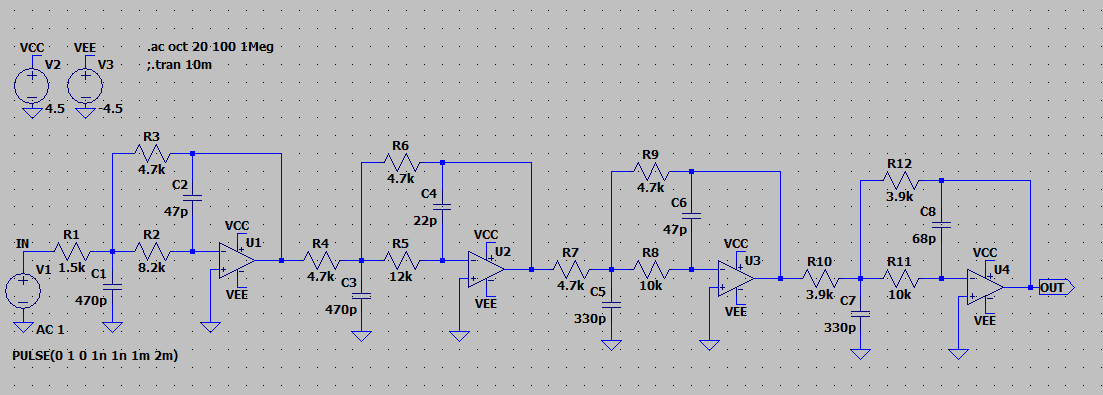 .ac oct 20 100 1Meg
VCC VEE
V2 V3
;.tran 10m
4.5 -4.5
R3
4.7k
C2
47p
R6
4.7k
C4
22p
R9
4.7k
C6
47p
R12
3.9k
C8
68p
IN
R1
1.5k
C1
470p
R2
8.2k
VCC
U1
VEE
R4
4.7k
C3
470p
R5
12k
VCC
U2
VEE
R7
4.7k
C5
330p
R8
10k
VCC
U3
VEE
R10
3.9k
C7
330p
R11
10k
VCC
U4
VEE
OUT
V1
AC 1
PULSE(0 1 0 1n 1n 1m 2m)